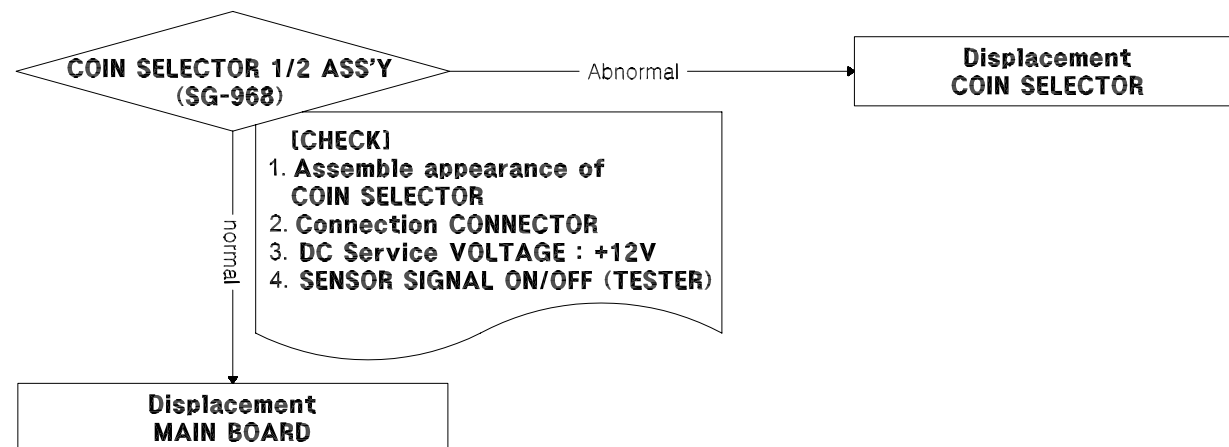 COIN SELECTOR 1/2 ASS'Y
(SG-968)
Abnormal
Displacement
COIN SELECTOR
[CHECK]
1. Assemble appearance of
COIN SELECTOR
2. Connection CONNECTOR
3. DC Service VOLTAGE : +12V
4. SENSOR SIGNAL ON/OFF (TESTER)
normal
Displacement
MAIN BOARD